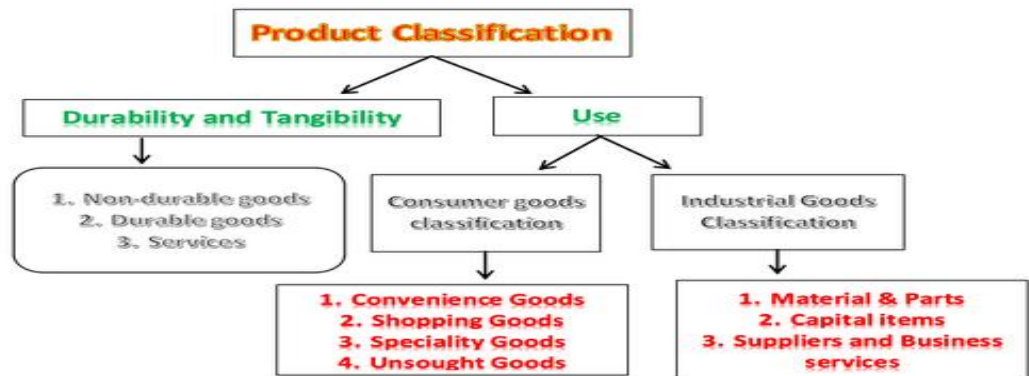 Product Classification
Durability and Tangibility
Use
1. Non-durable goods
2. Durable goods
3. Services
Consumer goods
classification
Industrial Goods
Classification
1. Convenience Goods
2. Shopping Goods
3. Speciality Goods
4. Unsought Goods
1. Material & Parts
2. Capital items
3. Suppliers and Business
services